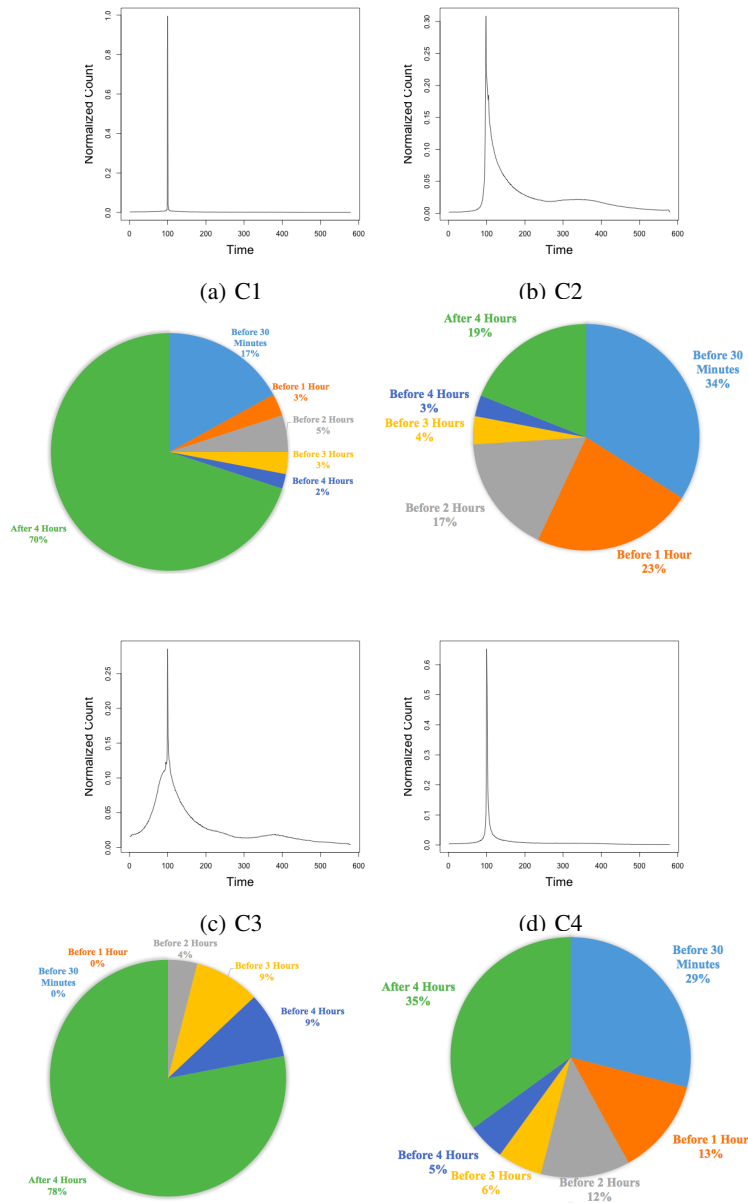 1.0
0.8
0.6
0.4
0.2
0.0
Normalized Count
0 100 200 300 400 500 600
Time
0.30
0.25
0.20
0.15
0.10
0.05
0.00
Normalized Count
0 100 200 300 400 500 600
Time
(a) C1
(b) C2
Before 30
Minutes
17%
Before 1 Hour
3%
Before 2 Hours
5%
Before 3 Hours
3%
Before 4 Hours
2%
After 4 Hours
70%
After 4 Hours
19%
Before 30
Minutes
34%
Before 4 Hours
3%
Before 3 Hours
4%
Before 2 Hours
17%
Before 1 Hour
23%
0.25
0.20
0.15
0.10
0.05
0.00
Normalized Count
0 100 200 300 400 500 600
Time
0.6
0.5
0.4
0.3
0.2
0.1
0.0
Normalized Count
0 100 200 300 400 500 600
Time
(c) C3
(d) C4
Before 2 Hours
4%
Before 1 Hour
0%
Before 30
Minutes
0%
Before 3 Hours
9%
Before 4 Hours
9%
After 4 Hours
78%
Before 30
Minutes
29%
After 4 Hours
35%
Before 1 Hour
13%
Before 4 Hours
5%
Before 3 Hours
6%
Before 2 Hours
12%